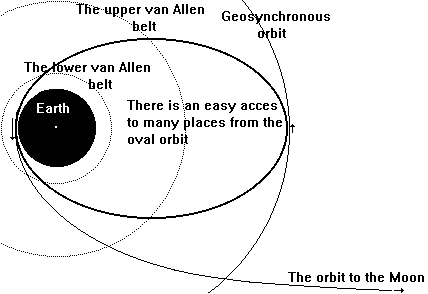 The upper van Allen
belt
Geosynchronous
orbit
The lower van Allen
belt
Earth
There is an easy acces
to many places from the
oval orbit
The orbit to the Moon